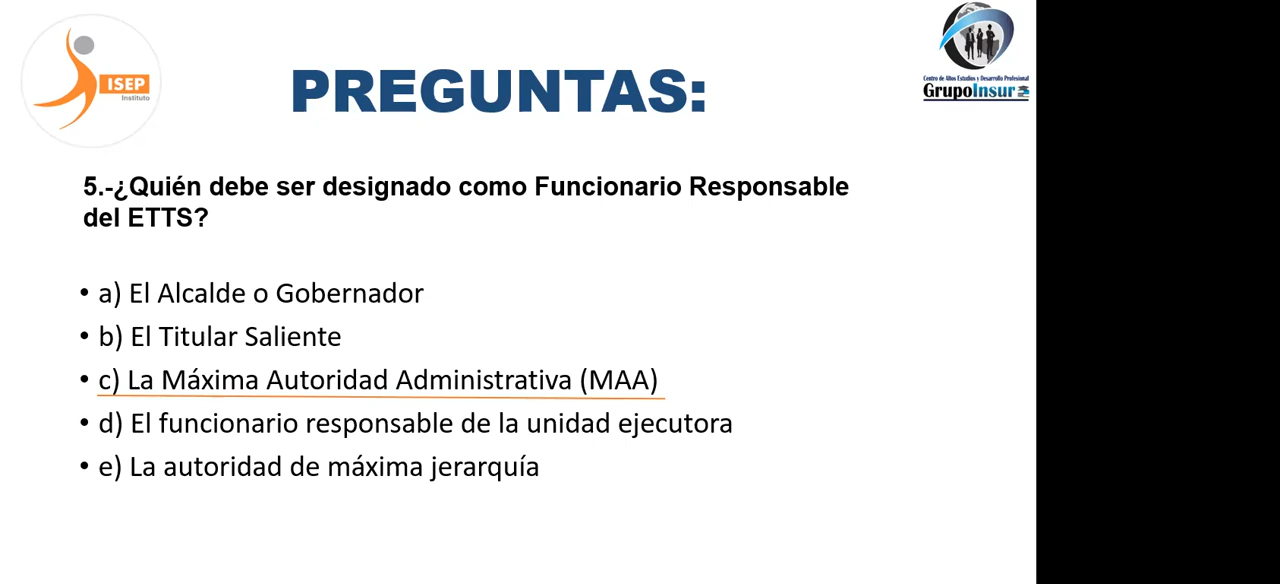 ISEP
Instituto
PREGUNTAS:
Centro de Altos Estudios y Desarrollo Profesional
GrupoInsur
5.-¿Quién debe ser designado como Funcionario Responsable
del ETTS?
• a) El Alcalde o Gobernador
• b) El Titular Saliente
• c) La Máxima Autoridad Administrativa (MAA)
• d) El funcionario responsable de la unidad ejecutora
• e) La autoridad de máxima jerarquía